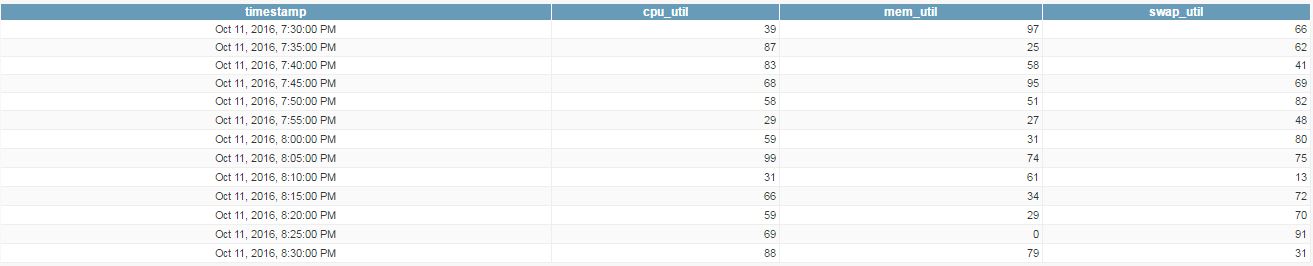 timestamp cpu_util mem_util swap_util
Oct 11, 2016, 7:30:00 PM 39 97 66
Oct 11, 2016, 7:35:00 PM 87 25 62
Oct 11, 2016, 7:40:00 PM 83 58 41
Oct 11, 2016, 7:45:00 PM 68 95 69
Oct 11, 2016, 7:50:00 PM 58 51 82
Oct 11, 2016, 7:55:00 PM 29 27 48
Oct 11, 2016, 8:00:00 PM 59 31 80
Oct 11, 2016, 8:05:00 PM 99 74 75
Oct 11, 2016, 8:10:00 PM 31 61 13
Oct 11, 2016, 8:15:00 PM 66 34 72
Oct 11, 2016, 8:20:00 PM 59 29 70
Oct 11, 2016, 8:25:00 PM 69 0 91
Oct 11, 2016, 8:30:00 PM 88 79 31